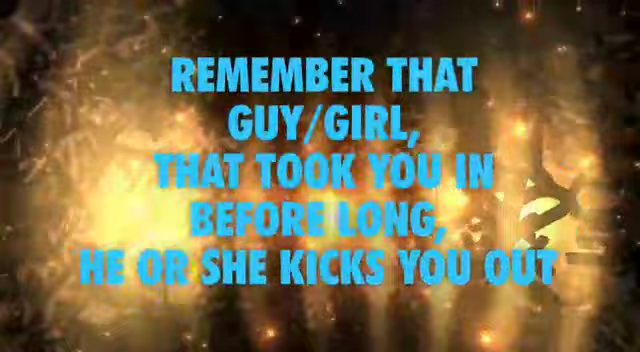 REMEMBER THAT
GUY/GIRL,
THAT TOOK YOU IN
BEFORE LONG,
HE OR SHE KICKS YOU OUT